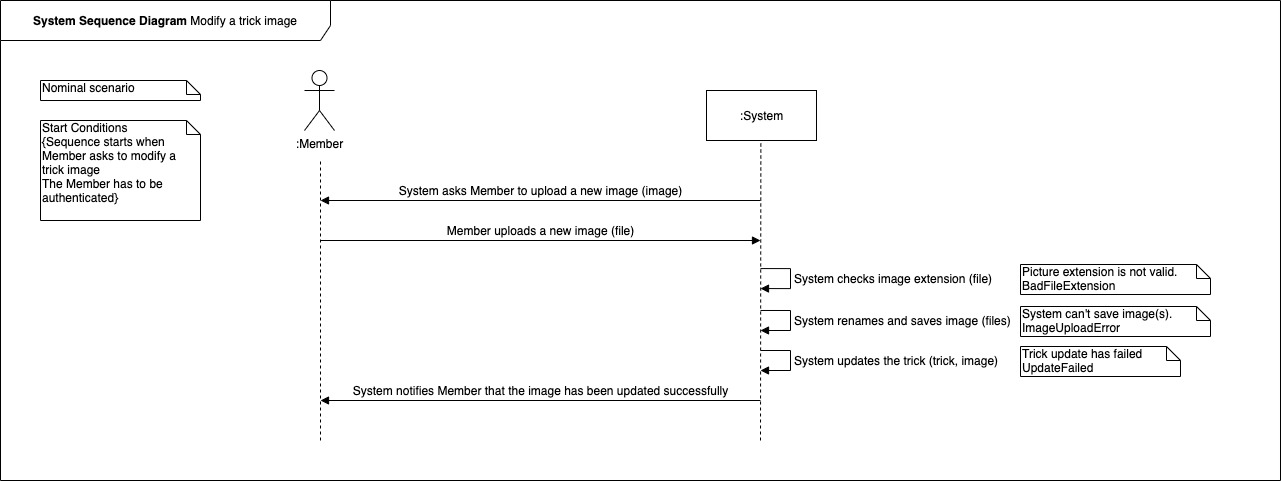 System Sequence Diagram Modify a trick image
Nominal scenario
Start Conditions
{Sequence starts when
Member asks to modify a
trick image
The Member has to be
authenticated}
:Member
:System
System asks Member to upload a new image (image)
Member uploads a new image (file)
System checks image extension (file)
Picture extension is not valid.
BadFileExtension
System renames and saves image (files)
System can't save image(s).
ImageUploadError
System updates the trick (trick, image)
Trick update has failed
UpdateFailed
System notifies Member that the image has been updated successfully